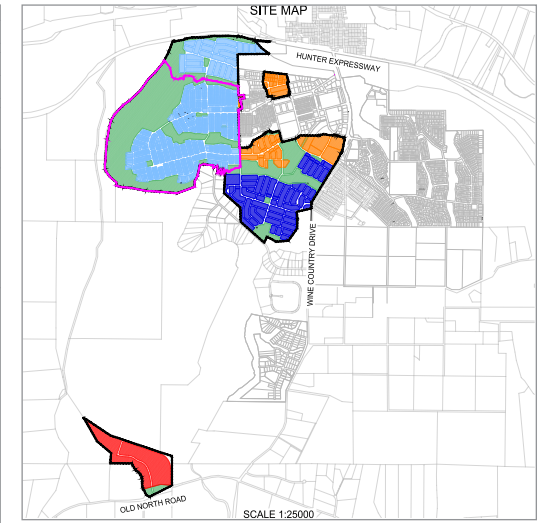 SITE MAP
HUNTER EXPRESSWAY
WINE COUNTRY DRIVE
OLD NORTH ROAD
SCALE 1:25000